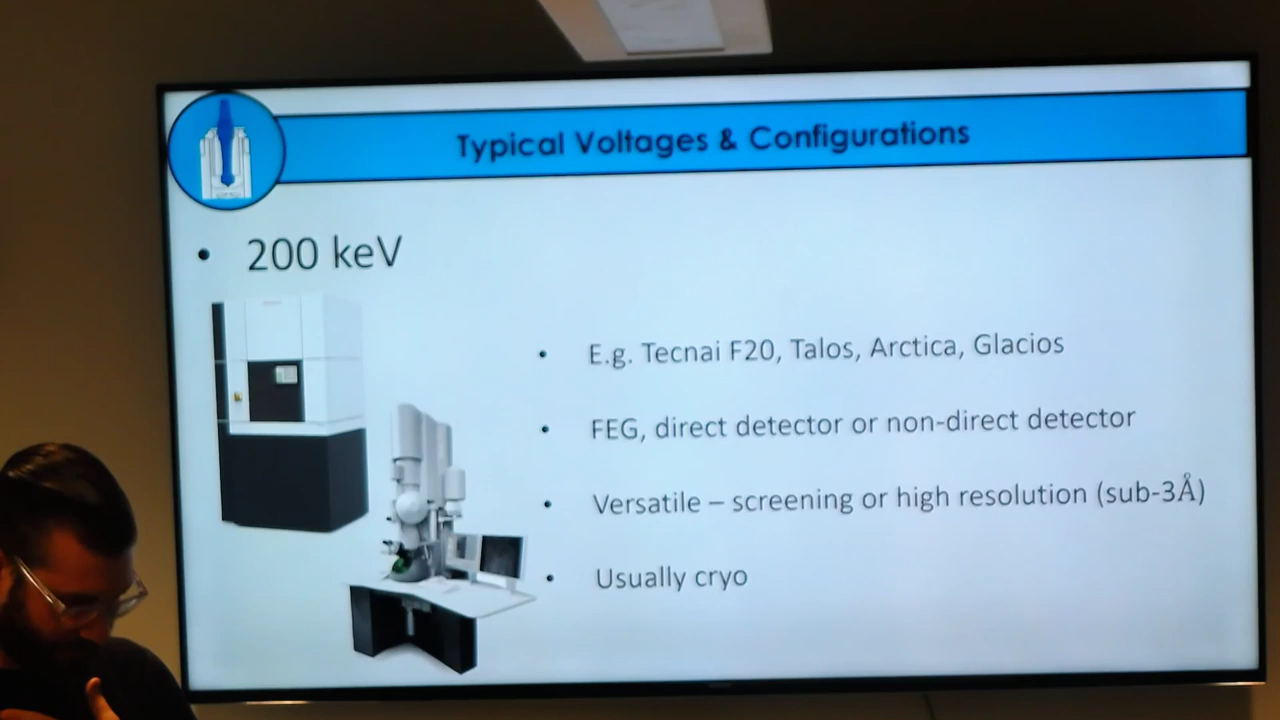 Typical Voltages & Configurations
• 200 keV
• E.g. Tecnai F20, Talos, Arctica, Glacios
• FEG, direct detector or non-direct detector
• Versatile – screening or high resolution (sub-3Å)
• Usually cryo